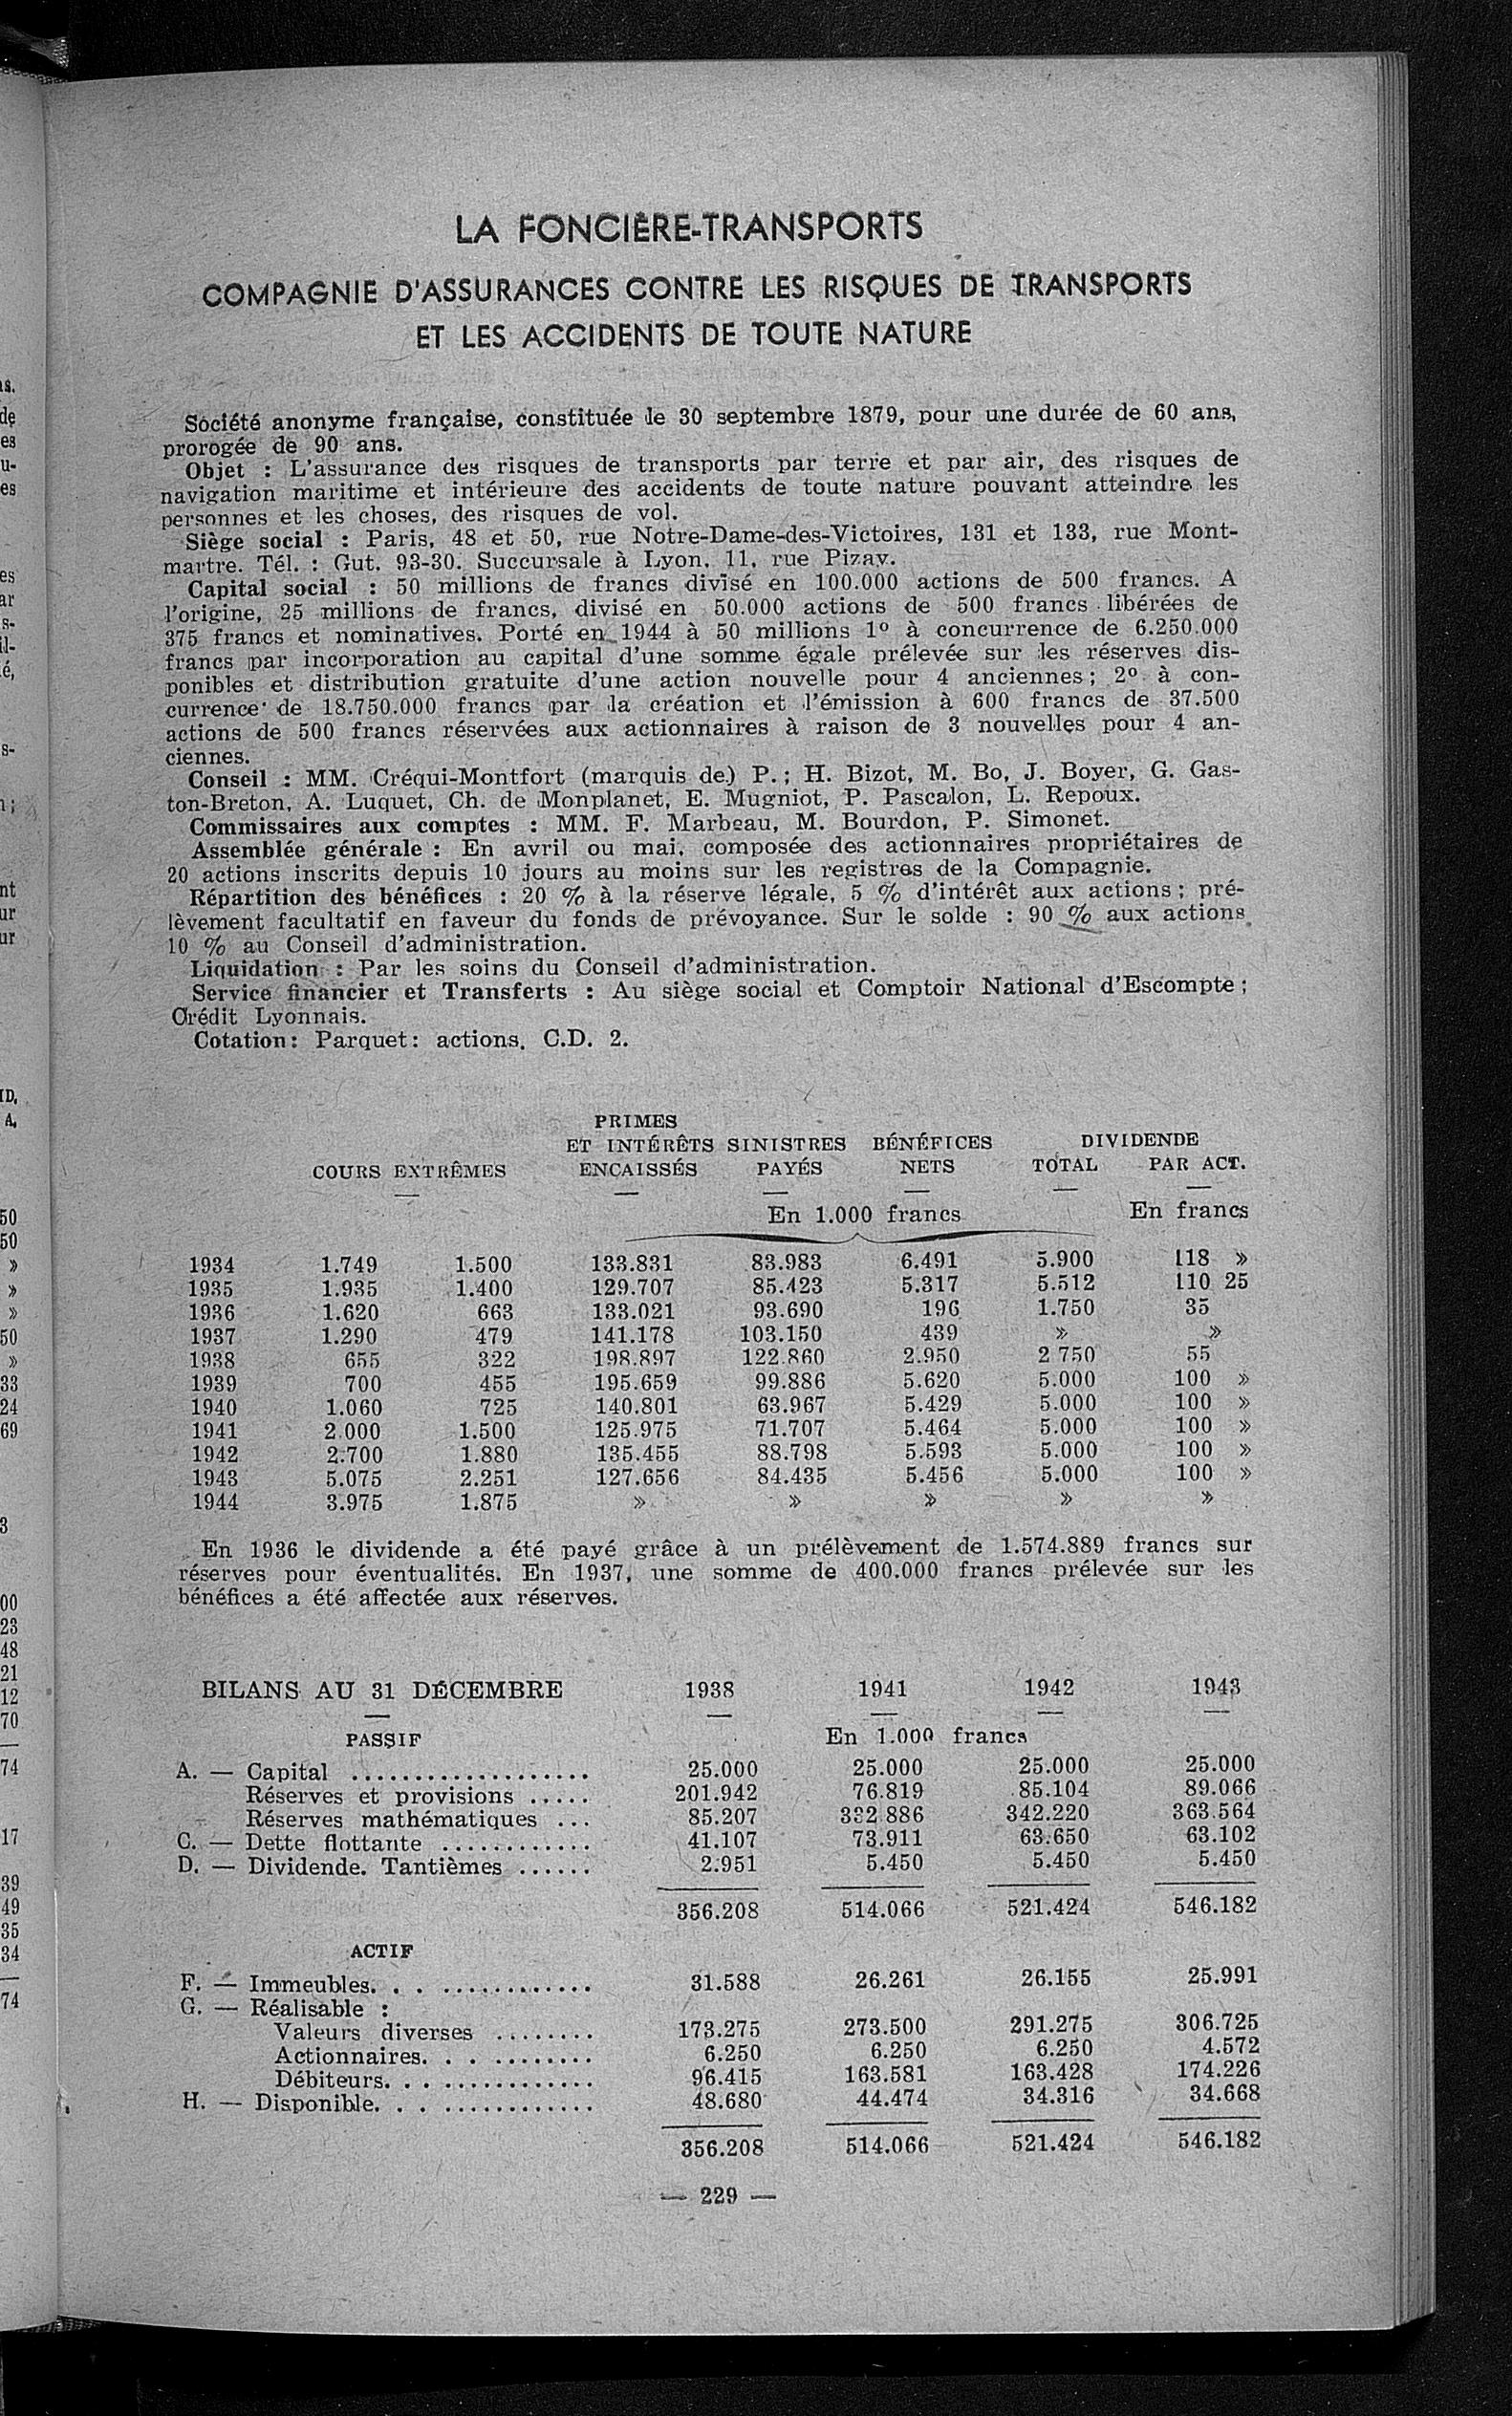 LA FONCIÈRE-TRANSPORTS
COMPAGNIE D'ASSURANCES CONTRE LES RISQUES DE TRANSPORTS
ET LES ACCIDENTS DE TOUTE NATURE
Société anonyme française, constituée le 30 septembre 1879, pour une durée de 60 ans,
prorogée de 90 ans.
Objet : L'assurance des risques de transports par terre et par air, des risques de
navigation maritime et intérieure des accidents de toute nature pouvant atteindre les
personnes et les choses, des risques de vol.
Siège social : Paris, 48 et 50, rue Notre-Dame-des-Victoires, 131 et 133, rue Mont-
martre. Tél. : Gut. 93-30. Succursale à Lyon, 11, rue Pizay.
Capital social : 50 millions de francs divisé en 100.000 actions de 500 francs. A
l'origine, 25 millions de francs, divisé en 50.000 actions de 500 francs libérées de
375 francs et nominatives. Porté en 1944 à 50 millions 1º à concurrence de 6.250.000
francs par incorporation au capital d'une somme égale prélevée sur les réserves dis-
ponibles et distribution gratuite d'une action nouvelle pour 4 anciennes; 2º à con-
currence de 18.750.000 francs par la création et l'émission à 600 francs de 37.500
actions de 500 francs réservées aux actionnaires à raison de 3 nouvelles pour 4 an-
ciennes.
Conseil : MM. Créqui-Montfort (marquis de) P.; H. Bizot, M. Bo, J. Boyer, G. Gas-
ton-Breton, A. Luquet, Ch. de Monplanet, E. Mugniot, P. Pascalon, L. Repoux.
Commissaires aux comptes : MM. F. Marbeau, M. Bourdon, P. Simonet.
Assemblée générale : En avril ou mai, composée des actionnaires propriétaires de
20 actions inscrits depuis 10 jours au moins sur les registres de la Compagnie.
Répartition des bénéfices : 20 % à la réserve légale, 5 % d'intérêt aux actions; pré-
lèvement facultatif en faveur du fonds de prévoyance. Sur le solde : 90 % aux actions
10 % au Conseil d'administration.
Liquidation : Par les soins du Conseil d'administration.
Service financier et Transferts : Au siège social et Comptoir National d'Escompte;
Crédit Lyonnais.
Cotation: Parquet: actions. C.D. 2.
PRIMES
ET INTÉRÊTS SINISTRES BÉNÉFICES DIVIDENDE
COURS EXTRÊMES ENCAISSÉS PAYÉS NETS TOTAL PAR ACT.
En 1.000 francs En francs
1934 1.749 1.500 133.831 83.983 6.491 5.900 118 »
1935 1.935 1.400 129.707 85.423 5.317 5.512 110 25
1936 1.620 663 133.021 93.690 196 1.750 35
1937 1.290 479 141.178 103.150 439 » »
1938 655 322 198.897 122.860 2.950 2 750 55
1939 700 455 195.659 99.886 5.620 5.000 100 »
1940 1.060 725 140.801 63.967 5.429 5.000 100 »
1941 2.000 1.500 125.975 71.707 5.464 5.000 100 »
1942 2.700 1.880 135.455 88.798 5.593 5.000 100 »
1943 5.075 2.251 127.656 84.435 5.456 5.000 100 »
1944 3.975 1.875 » » » » »
En 1936 le dividende a été payé grâce à un prélèvement de 1.574.889 francs sur
réserves pour éventualités. En 1937, une somme de 400.000 francs prélevée sur les
bénéfices a été affectée aux réserves.
BILANS AU 31 DÉCEMBRE 1938 1941 1942 1943
PASSIF En 1.000 francs
A. — Capital ................... 25.000 25.000 25.000 25.000
Réserves et provisions ..... 201.942 76.819 85.104 89.066
Réserves mathématiques ... 85.207 332 886 342.220 363.564
C. — Dette flottante ............ 41.107 73.911 63.650 63.102
D. — Dividende. Tantièmes ...... 2.951 5.450 5.450 5.450
356.208 514.066 521.424 546.182
ACTIF
F. — Immeubles. . . ............. 31.588 26.261 26.155 25.991
G. — Réalisable :
Valeurs diverses ........ 173.275 273.500 291.275 306.725
Actionnaires. . . ........ 6.250 6.250 6.250 4.572
Débiteurs. . . ............ 96.415 163.581 163.428 174.226
H. — Disponible. . . ............ 48.680 44.474 34.316 34.668
356.208 514.066 521.424 546.182
— 229 —